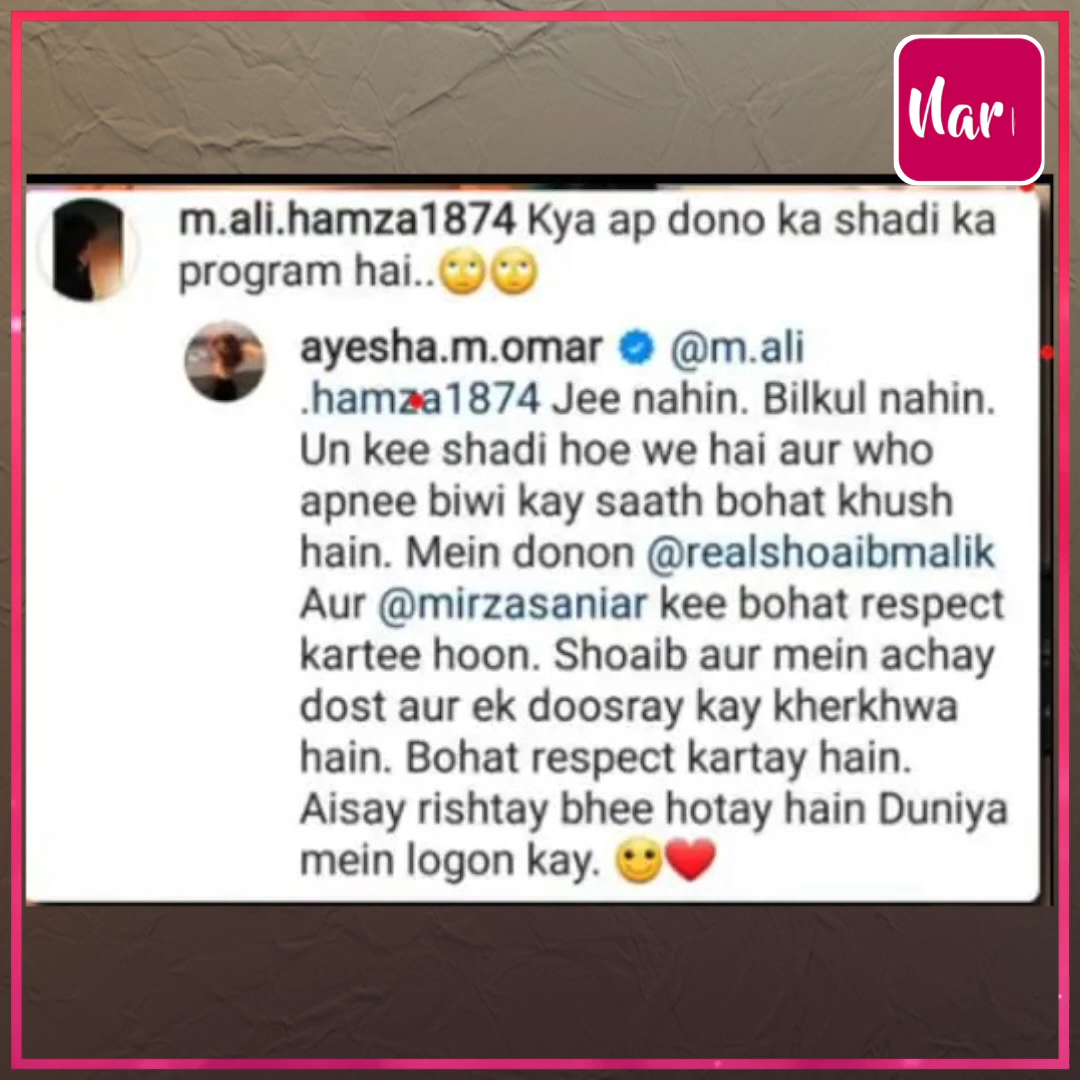 Nar
m.ali.hamza1874 Kya ap dono ka shadi ka
program hai..🙄🙄
ayesha.m.omar @m.ali
.hamza1874 Jee nahin. Bilkul nahin.
Un kee shadi hoe we hai aur who
apnee biwi kay saath bohat khush
hain. Mein donon @realshoaibmalik
Aur @mirzasaniar kee bohat respect
kartee hoon. Shoaib aur mein achay
dost aur ek doosray kay kherkhwa
hain. Bohat respect kartay hain.
Aisay rishtay bhee hotay hain Duniya
mein logon kay. 🙂❤️